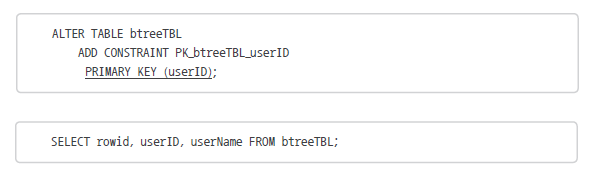 ALTER TABLE btreeTBL
ADD CONSTRAINT PK_btreeTBL_userID
PRIMARY KEY (userID);
SELECT rowid, userID, userName FROM btreeTBL;